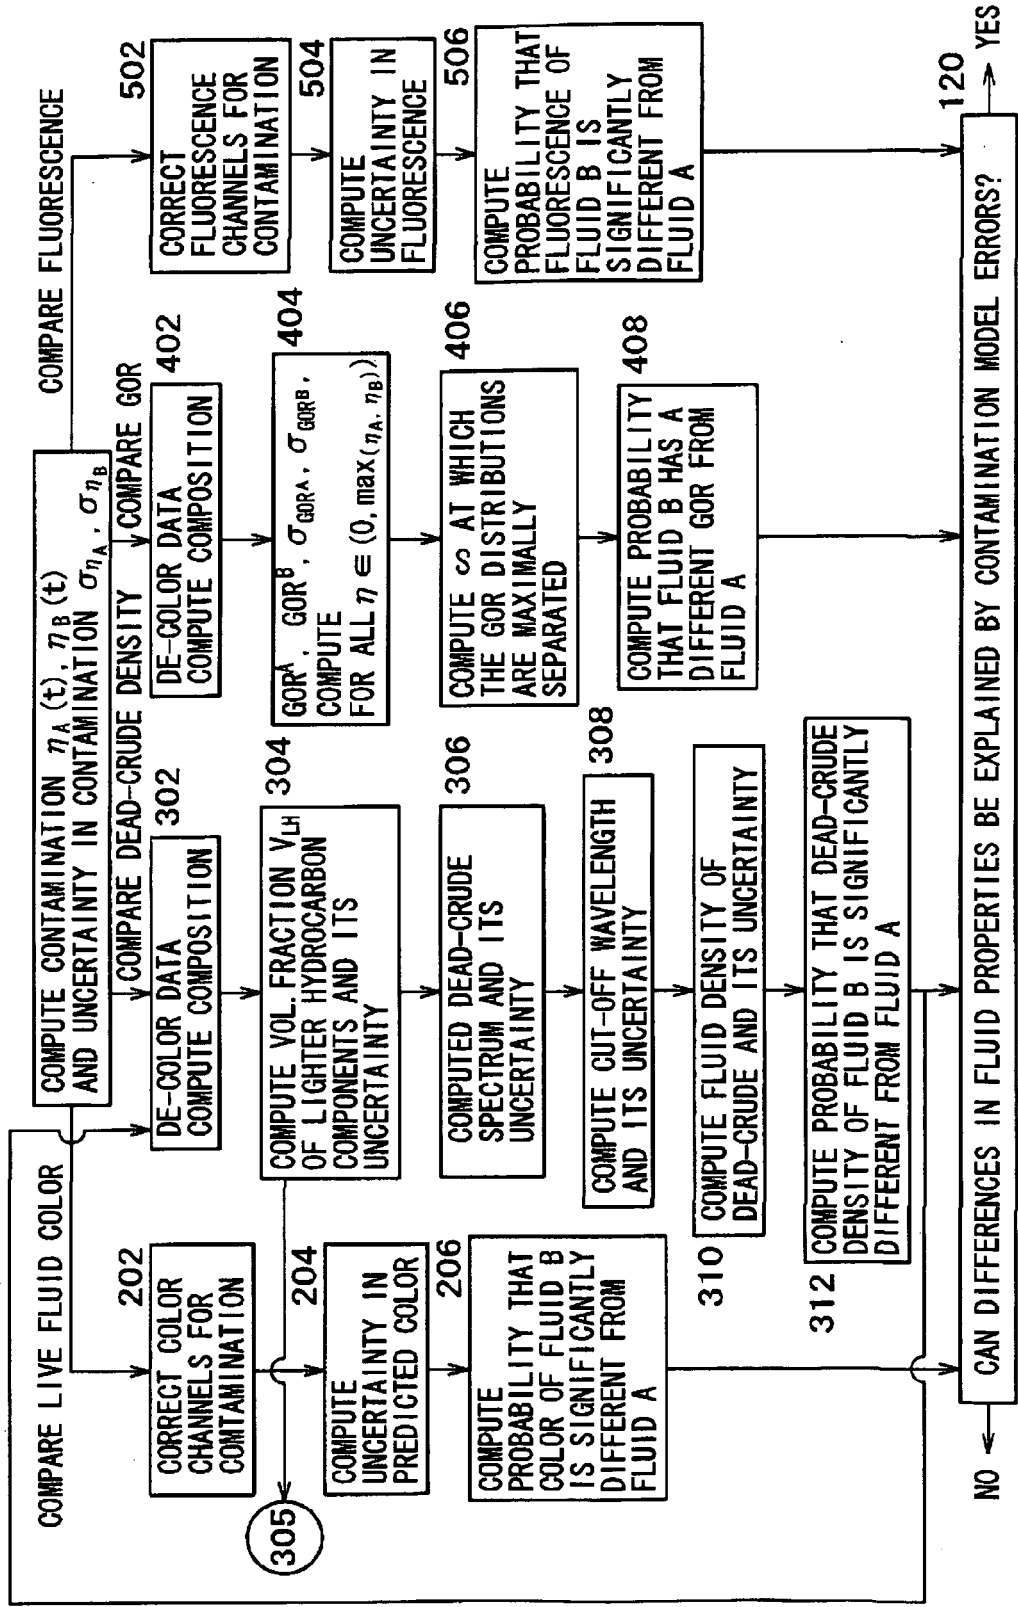 COMPUTE CONTAMINATION η_A (t), η_B (t)
AND UNCERTAINTY IN CONTAMINATION σ_ηA, σ_ηB
COMPARE LIVE FLUID COLOR
202
CORRECT COLOR
CHANNELS FOR
COMTAMINATION
204
COMPUTE
UNCERTAINTY IN
PREDICTED COLOR
206
COMPUTE
PROBABILITY THAT
COLOR OF FLUID B
IS SIGNIFICANTLY
DIFFERENT FROM
FLUID A
COMPARE DEAD-CRUDE DENSITY
302
DE-COLOR DATA
COMPUTE COMPOSITION
304
COMPUTE VOL. FRACTION V_LH
OF LIGHTER HYDROCARBON
COMPONENTS AND ITS
UNCERTAINTY
305
306
COMPUTED DEAD-CRUDE
SPECTRUM AND ITS
UNCERTAINTY
308
COMPUTE CUT-OFF WAVELENGTH
AND ITS UNCERTAINTY
310
COMPUTE FLUID DENSITY OF
DEAD-CRUDE AND ITS UNCERTAINTY
312
COMPUTE PROBABILITY THAT DEAD-CRUDE
DENSITY OF FLUID B IS SIGNIFICANTLY
DIFFERENT FROM FLUID A
COMPARE GOR
402
DE-COLOR DATA
COMPUTE COMPOSITION
404
GOR^A, GOR^B, σ_GOR^A, σ_GOR^B,
COMPUTE
FOR ALL η ∈ (0, max(η_A, η_B))
406
COMPUTE ∽ AT WHICH
THE GOR DISTRIBUTIONS
ARE MAXIMALLY
SEPARATED
408
COMPUTE PROBABILITY
THAT FLUID B HAS A
DIFFERENT GOR FROM
FLUID A
COMPARE FLUORESCENCE
502
CORRECT
FLUORESCENCE
CHANNELS FOR
CONTAMINATION
504
COMPUTE
UNCERTAINTY IN
FLUORESCENCE
506
COMPUTE
PROBABILITY THAT
FLUORESCENCE OF
FLUID B IS
SIGNIFICANTLY
DIFFERENT FROM
FLUID A
120
NO
CAN DIFFERENCES IN FLUID PROPERTIES BE EXPLAINED BY CONTAMINATION MODEL ERRORS?
YES